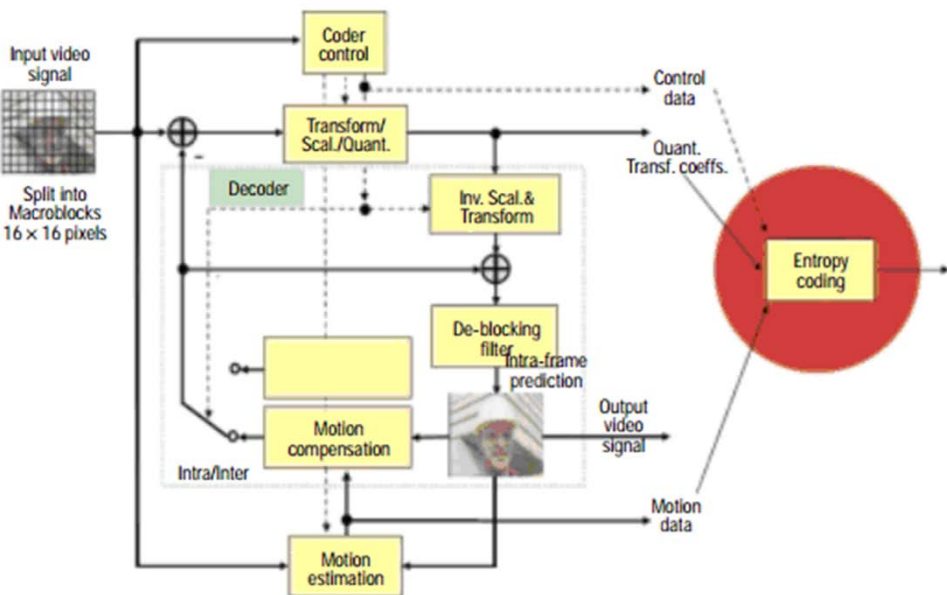 Coder
control
Input video
signal
Control
data
Transform/
Scal./Quant.
Quant.
Transf. coeffs.
–
Decoder
Split into
Macroblocks
16 × 16 pixels
Inv. Scal.&
Transform
Entropy
coding
De-blocking
filter
Intra-frame
prediction
Output
video
signal
Motion
compensation
Intra/Inter
Motion
data
Motion
estimation